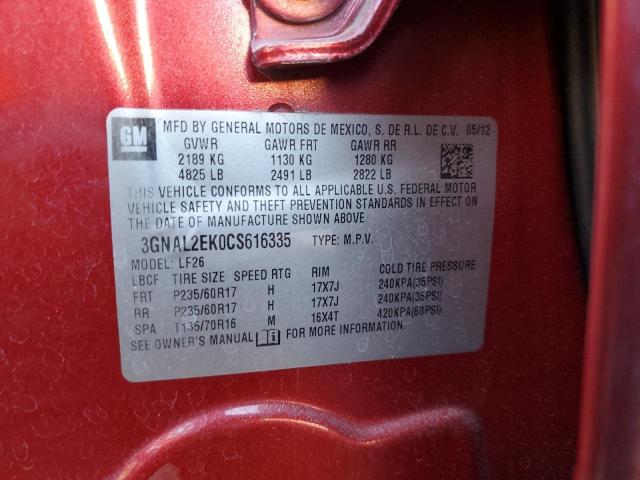 GM
MFD BY GENERAL MOTORS DE MEXICO, S. DE R.L. DE C.V. 05/12
GVWR GAWR FRT GAWR RR
2189 KG 1130 KG 1280 KG
4825 LB 2491 LB 2822 LB
THIS VEHICLE CONFORMS TO ALL APPLICABLE U.S. FEDERAL MOTOR
VEHICLE SAFETY AND THEFT PREVENTION STANDARDS IN EFFECT ON
THE DATE OF MANUFACTURE SHOWN ABOVE.
3GNAL2EK0CS616335 TYPE: M.P.V.
MODEL: LF26
LBCF TIRE SIZE SPEED RTG RIM COLD TIRE PRESSURE
FRT P235/60R17 H 17X7J 240KPA(35PSI)
RR P235/60R17 H 17X7J 240KPA(35PSI)
SPA T135/70R16 M 16X4T 420KPA(60PSI)
SEE OWNER'S MANUAL FOR MORE INFORMATION.